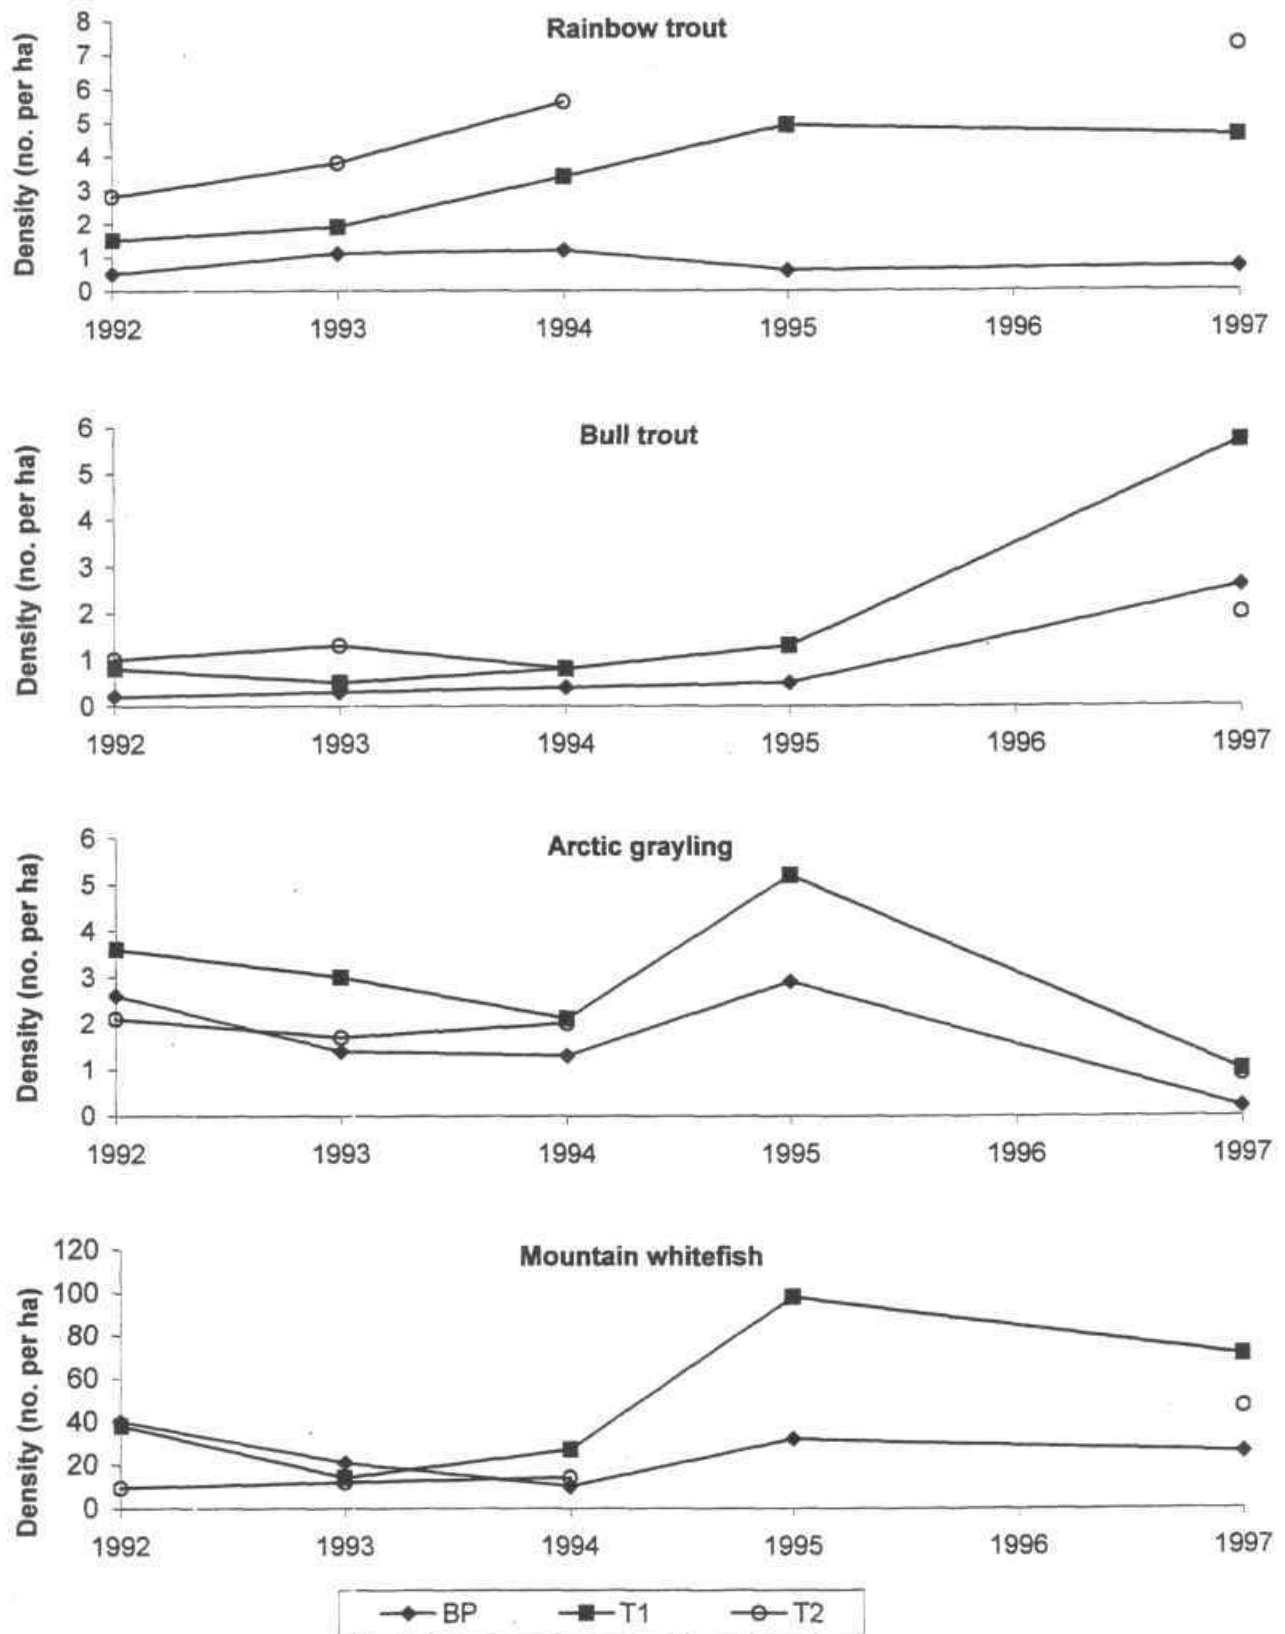 Rainbow trout
Density (no. per ha)
8
7
6
5
4
3
2
1
0
1992 1993 1994 1995 1996 1997
Bull trout
Density (no. per ha)
6
5
4
3
2
1
0
1992 1993 1994 1995 1996 1997
Arctic grayling
Density (no. per ha)
6
5
4
3
2
1
0
1992 1993 1994 1995 1996 1997
Mountain whitefish
Density (no. per ha)
120
100
80
60
40
20
0
1992 1993 1994 1995 1996 1997
BP T1 T2